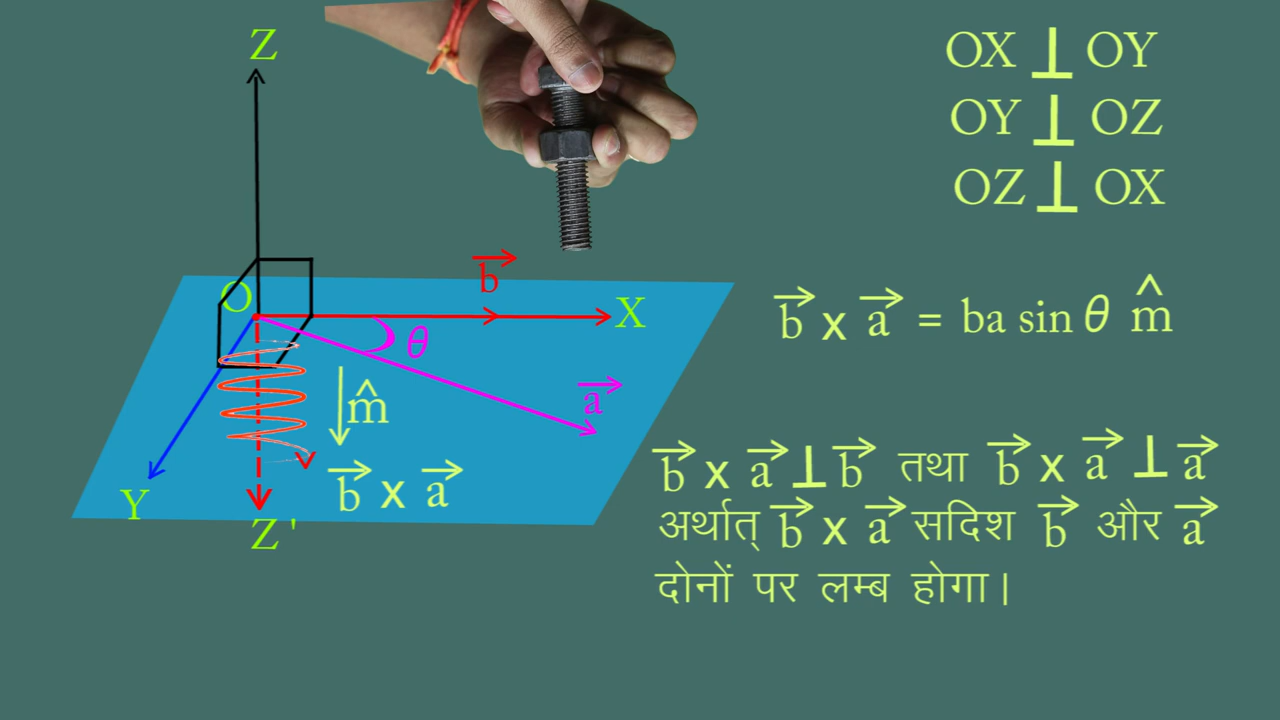 Z
OX ⊥ OY
OY ⊥ OZ
OZ ⊥ OX
b⃗
O
X
θ
b⃗ x a⃗ = ba sin θ m̂
a⃗
m̂
b⃗ x a⃗
Y
Z'
b⃗ x a⃗ ⊥ b⃗ तथा b⃗ x a⃗ ⊥ a⃗
अर्थात् b⃗ x a⃗ सदिश b⃗ और a⃗
दोनों पर लम्ब होगा।